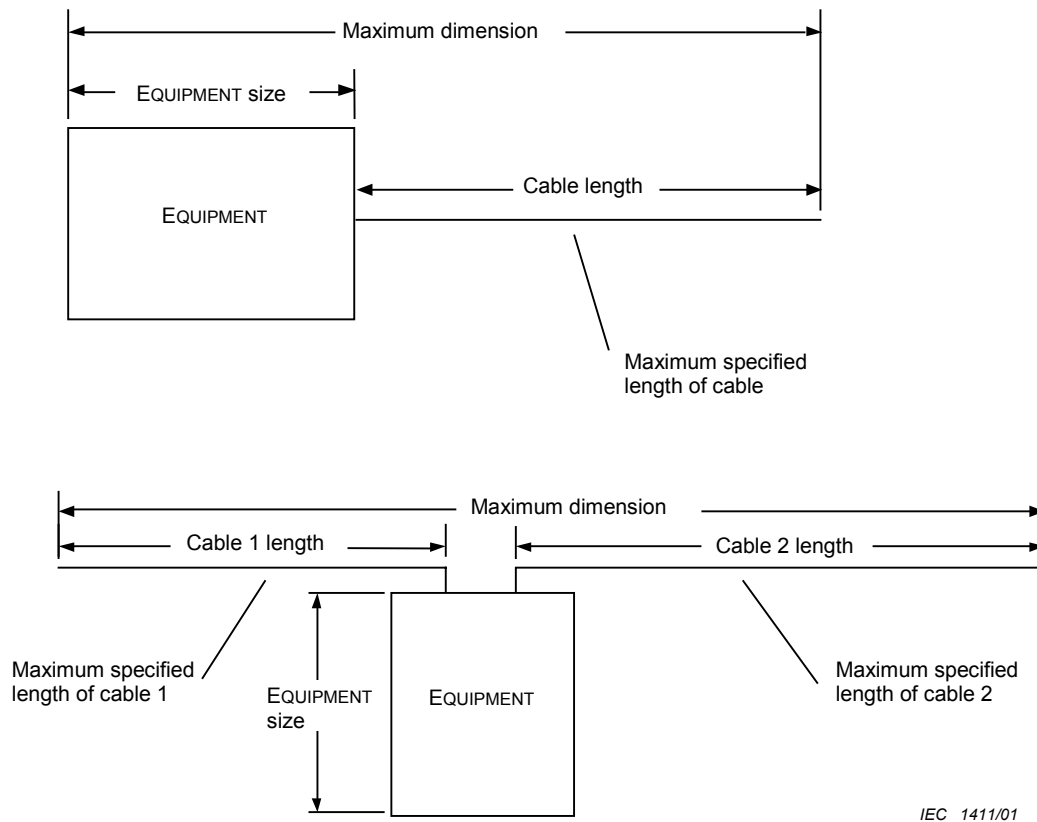 Maximum dimension
EQUIPMENT size
Cable length
EQUIPMENT
Maximum specified
length of cable
Maximum dimension
Cable 1 length
Cable 2 length
Maximum specified
length of cable 1
EQUIPMENT
size
EQUIPMENT
Maximum specified
length of cable 2
IEC 1411/01